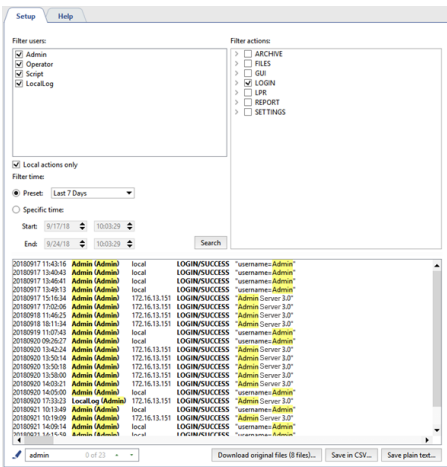 Setup Help
Filter users:
Admin
Operator
Script
LocalLog
Filter actions:
ARCHIVE
FILES
GUI
LOGIN
LPR
REPORT
SETTINGS
Local actions only
Filter time:
Preset: Last 7 Days
Specific time:
Start: 9/17/18 10:03:29
End: 9/24/18 10:03:29 Search
20180917 11:43:16 Admin (Admin) local LOGIN/SUCCESS "username=Admin"
20180917 13:40:43 Admin (Admin) local LOGIN/SUCCESS "username=Admin"
20180917 13:46:41 Admin (Admin) local LOGIN/SUCCESS "username=Admin"
20180917 13:49:13 Admin (Admin) local LOGIN/SUCCESS "username=Admin"
20180917 15:16:34 Admin (Admin) 172.16.13.151 LOGIN/SUCCESS "Admin Server 3.0"
20180917 17:02:06 Admin (Admin) 172.16.13.151 LOGIN/SUCCESS "Admin Server 3.0"
20180918 11:46:25 Admin (Admin) 172.16.13.151 LOGIN/SUCCESS "Admin Server 3.0"
20180918 18:11:34 Admin (Admin) 172.16.13.151 LOGIN/SUCCESS "Admin Server 3.0"
20180919 11:07:43 Admin (Admin) local LOGIN/SUCCESS "username=Admin"
20180920 09:26:27 Admin (Admin) local LOGIN/SUCCESS "username=Admin"
20180920 13:42:24 Admin (Admin) 172.16.13.151 LOGIN/SUCCESS "Admin Server 3.0"
20180920 13:50:14 Admin (Admin) 172.16.13.151 LOGIN/SUCCESS "Admin Server 3.0"
20180920 13:50:18 Admin (Admin) 172.16.13.151 LOGIN/SUCCESS "Admin Server 3.0"
20180920 13:58:00 Admin (Admin) 172.16.13.151 LOGIN/SUCCESS "Admin Server 3.0"
20180920 14:03:21 Admin (Admin) 172.16.13.151 LOGIN/SUCCESS "Admin Server 3.0"
20180920 14:05:00 Admin (Admin) local LOGIN/SUCCESS "username=Admin"
20180920 17:33:23 LocalLog (Admin) 172.16.13.151 LOGIN/SUCCESS "Admin Server 3.0"
20180921 10:13:49 Admin (Admin) local LOGIN/SUCCESS "username=Admin"
20180921 10:19:09 Admin (Admin) 172.16.13.151 LOGIN/SUCCESS "Admin Server 3.0"
20180921 14:09:14 Admin (Admin) local LOGIN/SUCCESS "username=Admin"
20180921 14:15:59 Admin (Admin) local LOGIN/SUCCESS "username=Admin"
admin 0 of 23 Download original files (8 files)... Save in CSV... Save plain text...